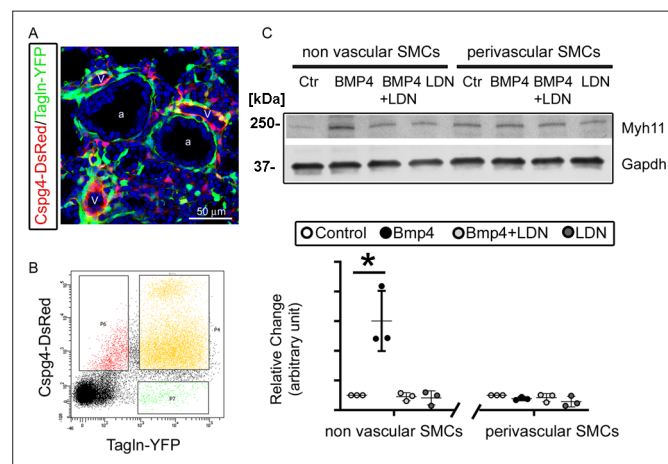 A
Cspg4-DsRed/Tagln-YFP
V
V
a
a
V
50 µm
B
Cspg4-DsRed
P6
P4
P7
0
Tagln-YFP
C
non vascular SMCs
perivascular SMCs
Ctr BMP4 BMP4 LDN Ctr BMP4 BMP4 LDN
+LDN +LDN
[kDa]
250-
Myh11
37-
Gapdh
Control Bmp4 Bmp4+LDN LDN
*
Relative Change
(arbitrary unit)
non vascular SMCs
perivascular SMCs